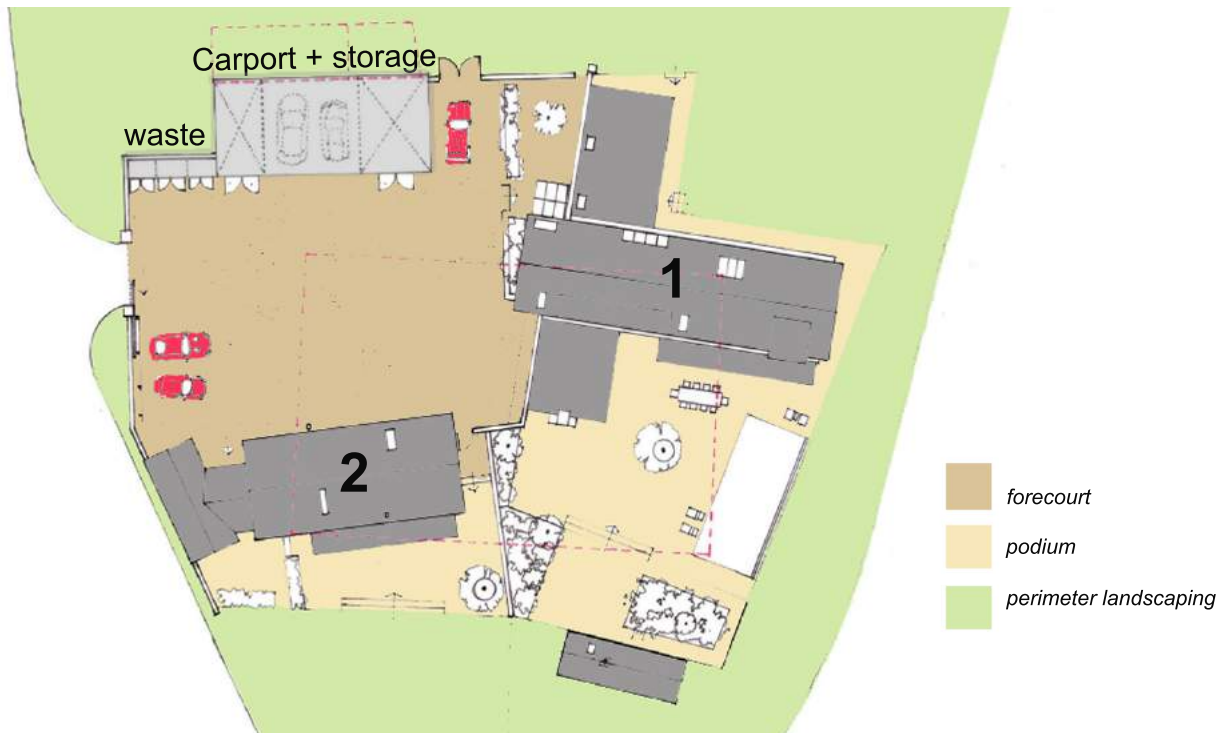 Carport + storage
waste
1
2
forecourt
podium
perimeter landscaping